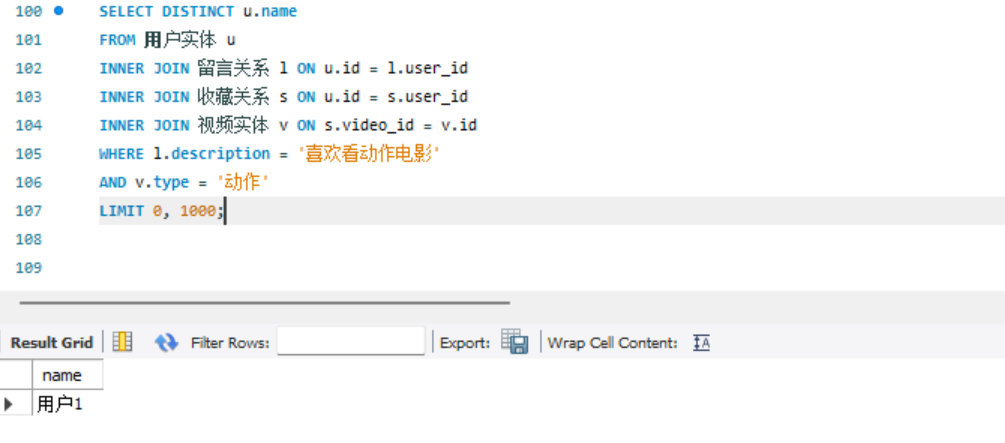 100 SELECT DISTINCT u.name
101 FROM 用户实体 u
102 INNER JOIN 留言关系 l ON u.id = l.user_id
103 INNER JOIN 收藏关系 s ON u.id = s.user_id
104 INNER JOIN 视频实体 v ON s.video_id = v.id
105 WHERE l.description = '喜欢看动作电影'
106 AND v.type = '动作'
107 LIMIT 0, 1000;
108
109
Result Grid Filter Rows: Export: Wrap Cell Content: IA
name
用户1